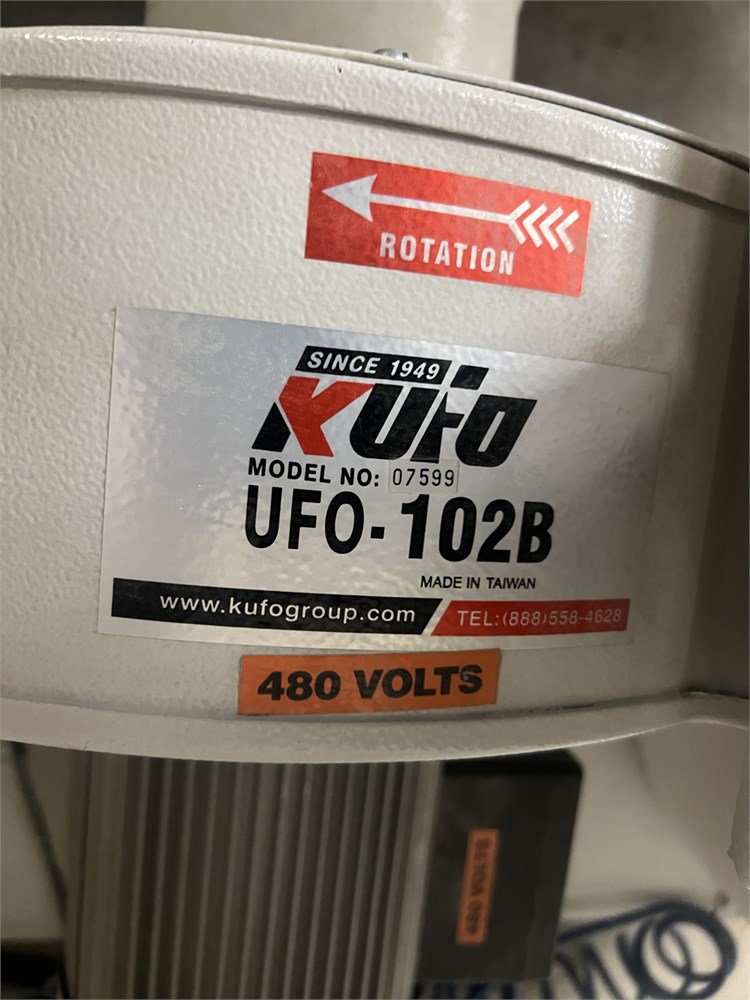 ROTATION
SINCE 1949
KUFO
MODEL NO: 07599
UFO-102B
MADE IN TAIWAN
www.kufogroup.com
TEL:(888)558-4628
480 VOLTS
480 VOLTS